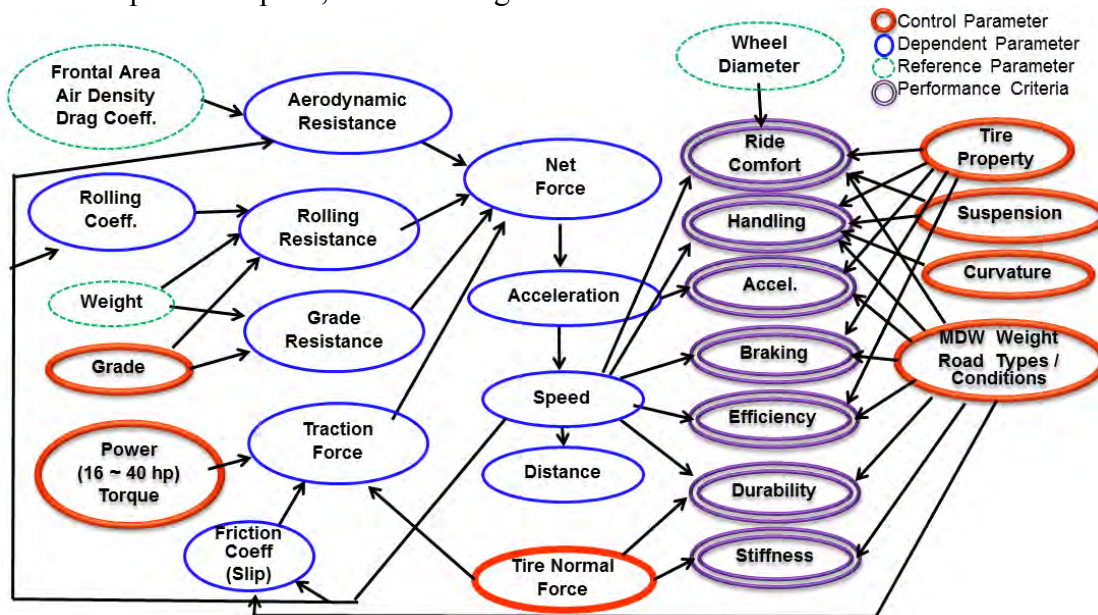 Control Parameter
Dependent Parameter
Reference Parameter
Performance Criteria
Frontal Area
Air Density
Drag Coeff.
Aerodynamic
Resistance
Wheel
Diameter
Net
Force
Ride
Comfort
Tire
Property
Rolling
Coeff.
Rolling
Resistance
Handling
Suspension
Weight
Acceleration
Accel.
Curvature
Grade
Grade
Resistance
Braking
MDW Weight
Road Types /
Conditions
Speed
Efficiency
Power
(16 ~ 40 hp)
Torque
Traction
Force
Distance
Durability
Friction
Coeff
(Slip)
Tire Normal
Force
Stiffness